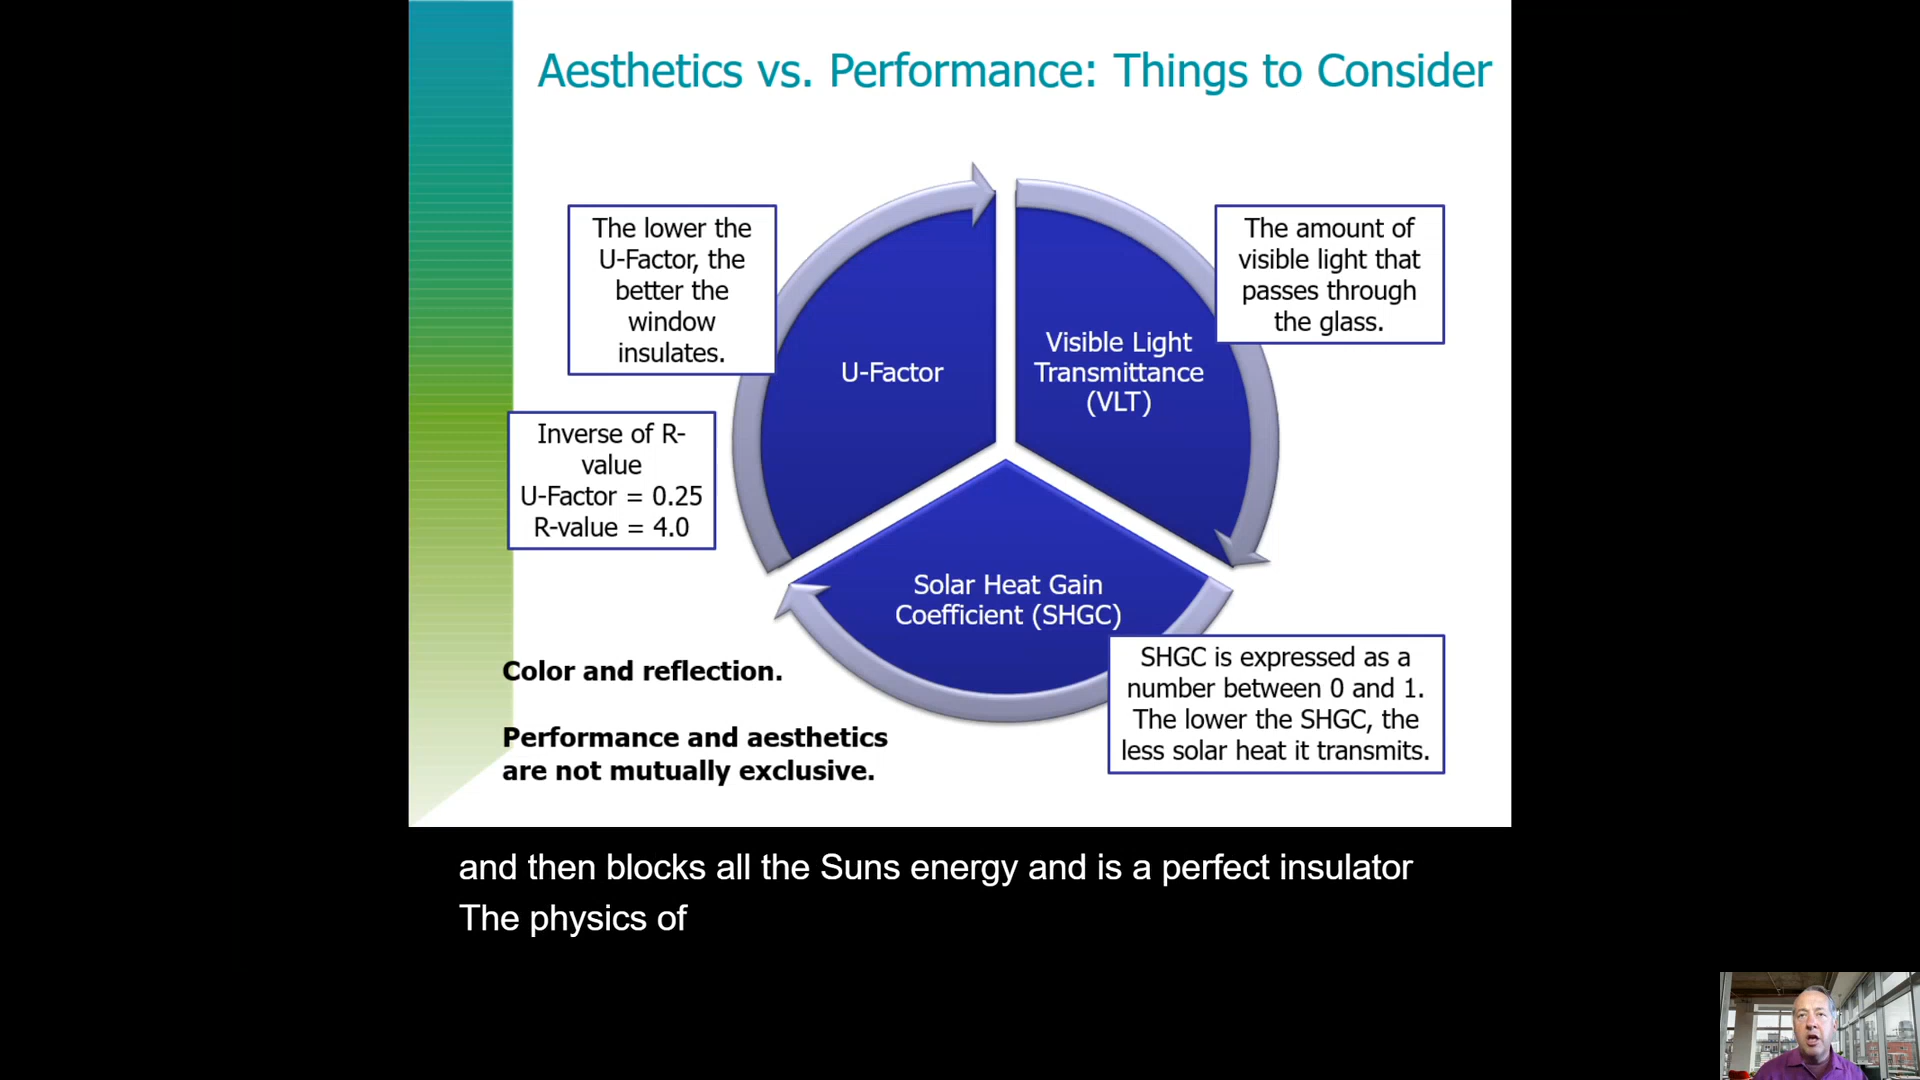 Aesthetics vs. Performance: Things to Consider
The lower the
U-Factor, the
better the
window
insulates.
The amount of
visible light that
passes through
the glass.
U-Factor
Visible Light
Transmittance
(VLT)
Inverse of R-
value
U-Factor = 0.25
R-value = 4.0
Solar Heat Gain
Coefficient (SHGC)
SHGC is expressed as a
number between 0 and 1.
The lower the SHGC, the
less solar heat it transmits.
Color and reflection.
Performance and aesthetics
are not mutually exclusive.
and then blocks all the Suns energy and is a perfect insulator
The physics of